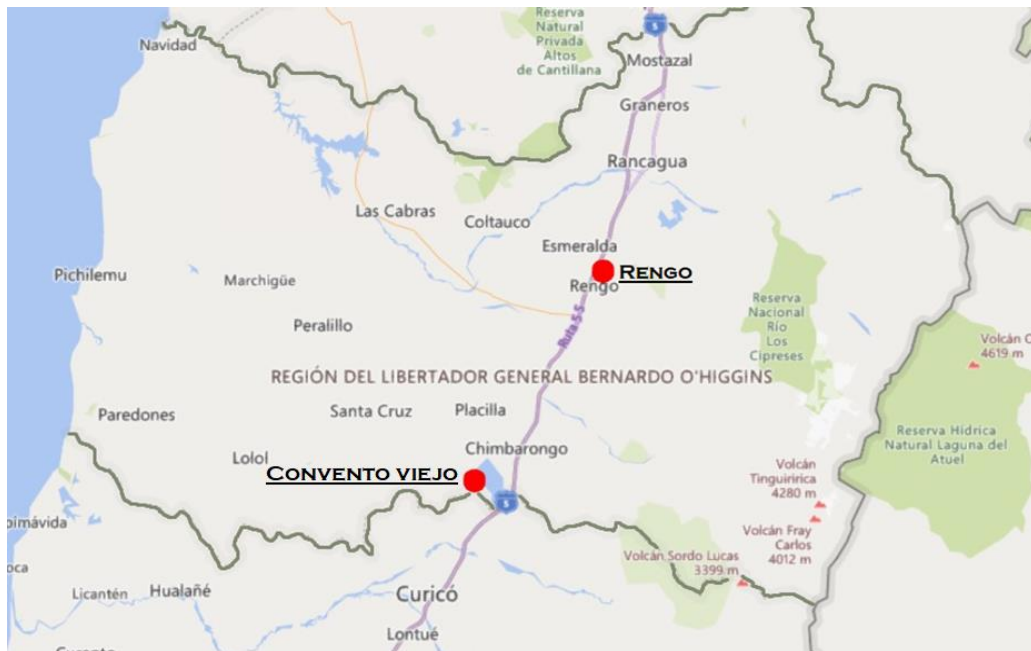 Reserva
Natural
Privada
Altos
de Cantillana
5
Navidad
Mostazal
Graneros
Rancagua
Las Cabras
Coltauco
Esmeralda
RENGO
Rengo
Pichilemu
Marchigüe
Reserva
Nacional
Río
Los
Cipreses
Peralillo
Ruta 5-S
4619 m
REGIÓN DEL LIBERTADOR GENERAL BERNARDO O'HIGGINS
Paredones
Santa Cruz
Placilla
Reserva Hídrica
Natural Laguna del
Atuel
Chimbarongo
Lolol
CONVENTO VIEJO
Volcán
Tinguiririca
4280 m
5
Volcán Fray
Carlos
4012 m
Volcán Sordo Lucas
3399 m
Licantén
Hualañé
Curicó
Lontué